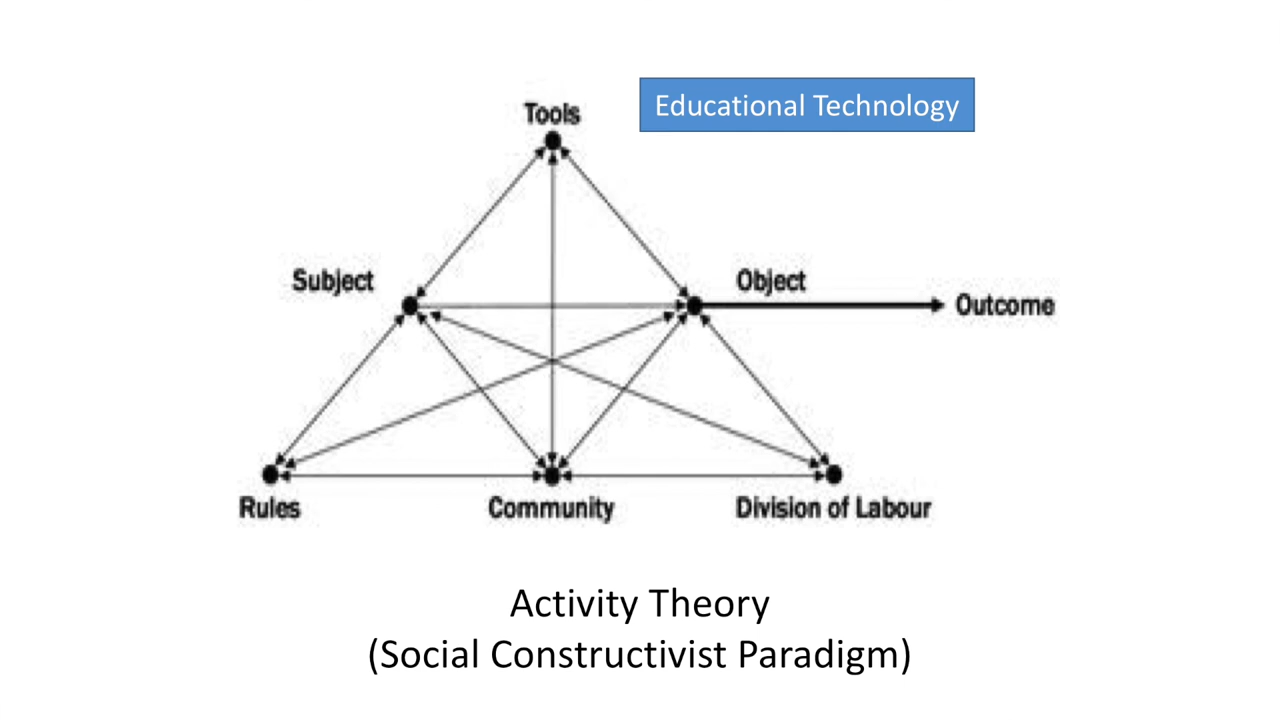 Educational Technology
Tools
Subject
Object
Outcome
Rules
Community
Division of Labour
Activity Theory
(Social Constructivist Paradigm)